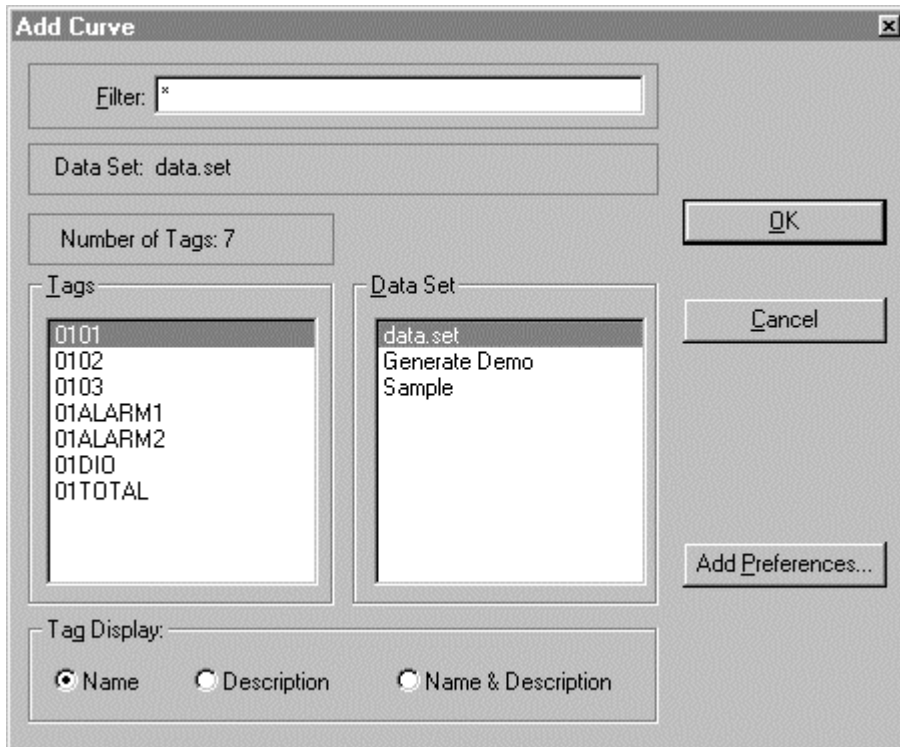 Add Curve
Filter: *
Data Set: data.set
Number of Tags: 7
OK
Tags
0101
0102
0103
01ALARM1
01ALARM2
01DIO
01TOTAL
Data Set
data.set
Generate Demo
Sample
Cancel
Add Preferences...
Tag Display:
Name
Description
Name & Description